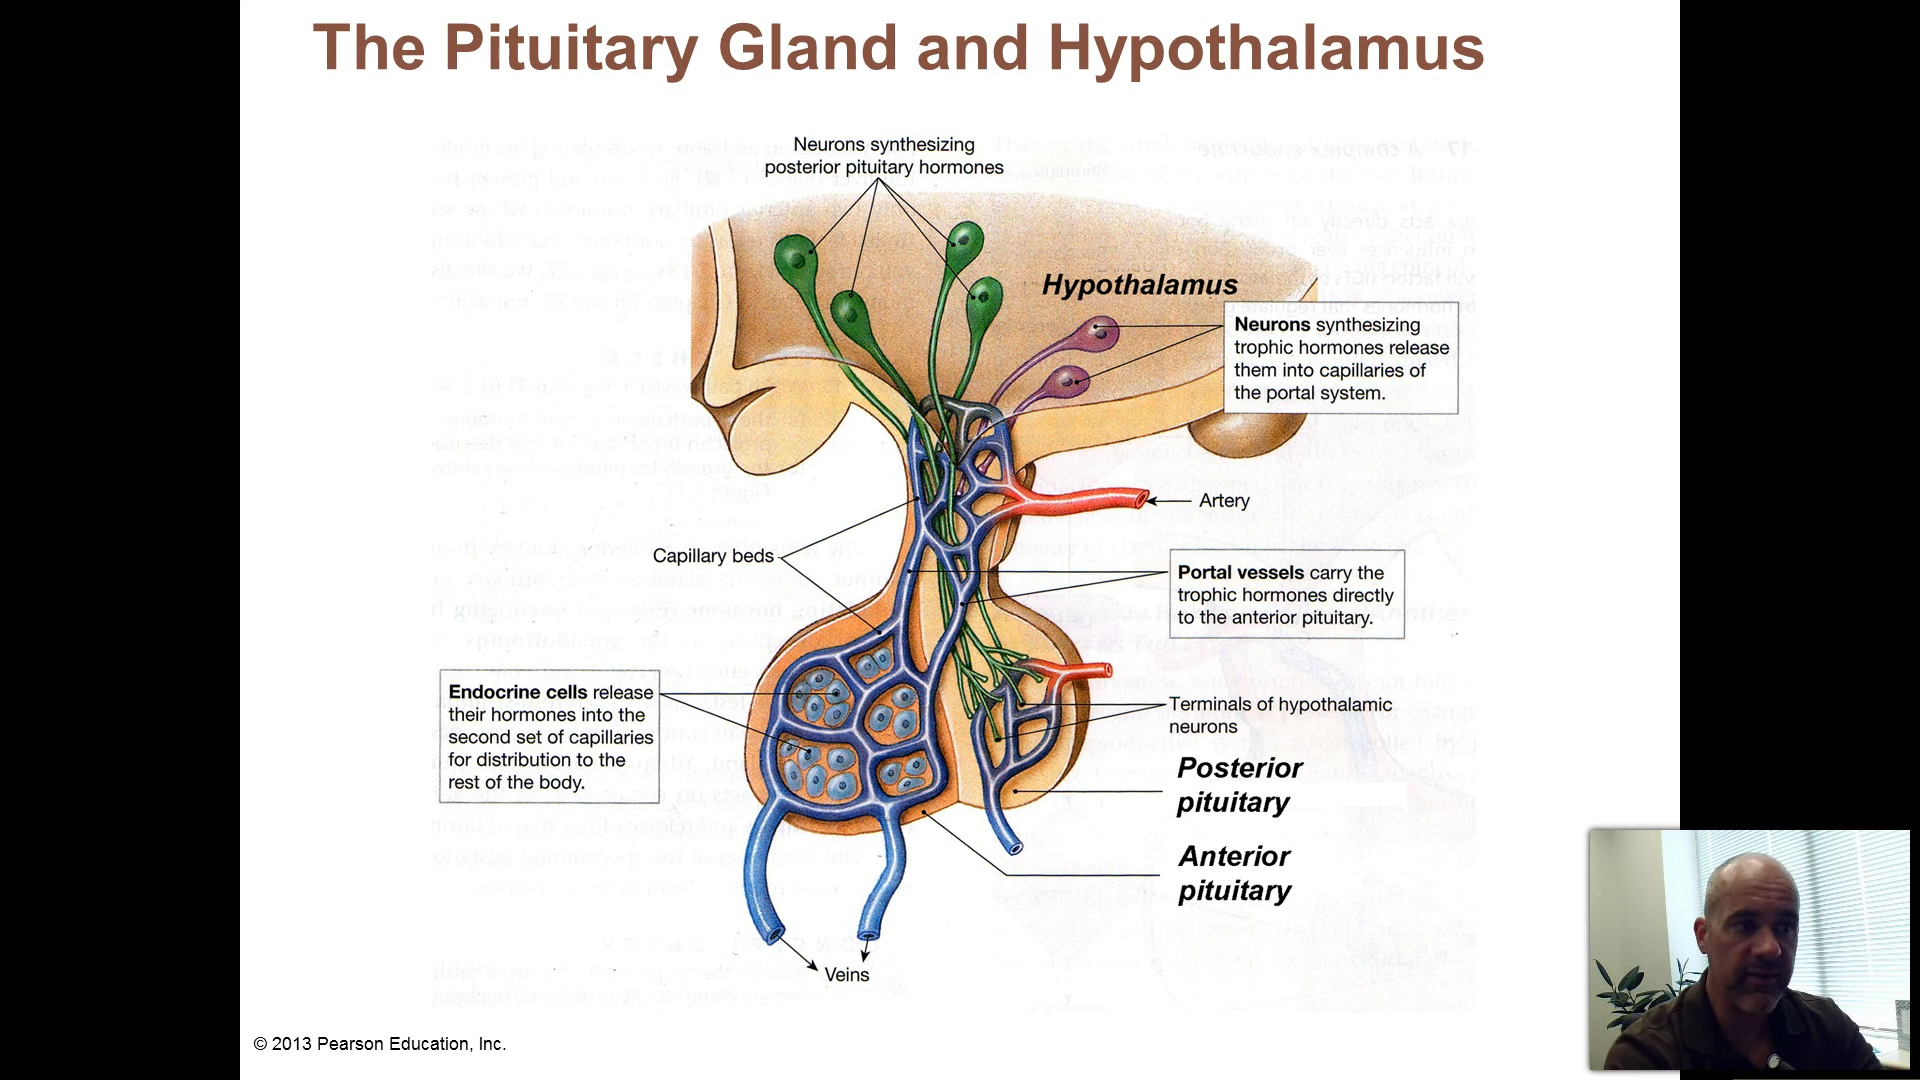 The Pituitary Gland and Hypothalamus
Neurons synthesizing
posterior pituitary hormones
Hypothalamus
Neurons synthesizing
trophic hormones release
them into capillaries of
the portal system.
Artery
Capillary beds
Portal vessels carry the
trophic hormones directly
to the anterior pituitary.
Endocrine cells release
their hormones into the
second set of capillaries
for distribution to the
rest of the body.
Terminals of hypothalamic
neurons
Posterior
pituitary
Anterior
pituitary
Veins
© 2013 Pearson Education, Inc.